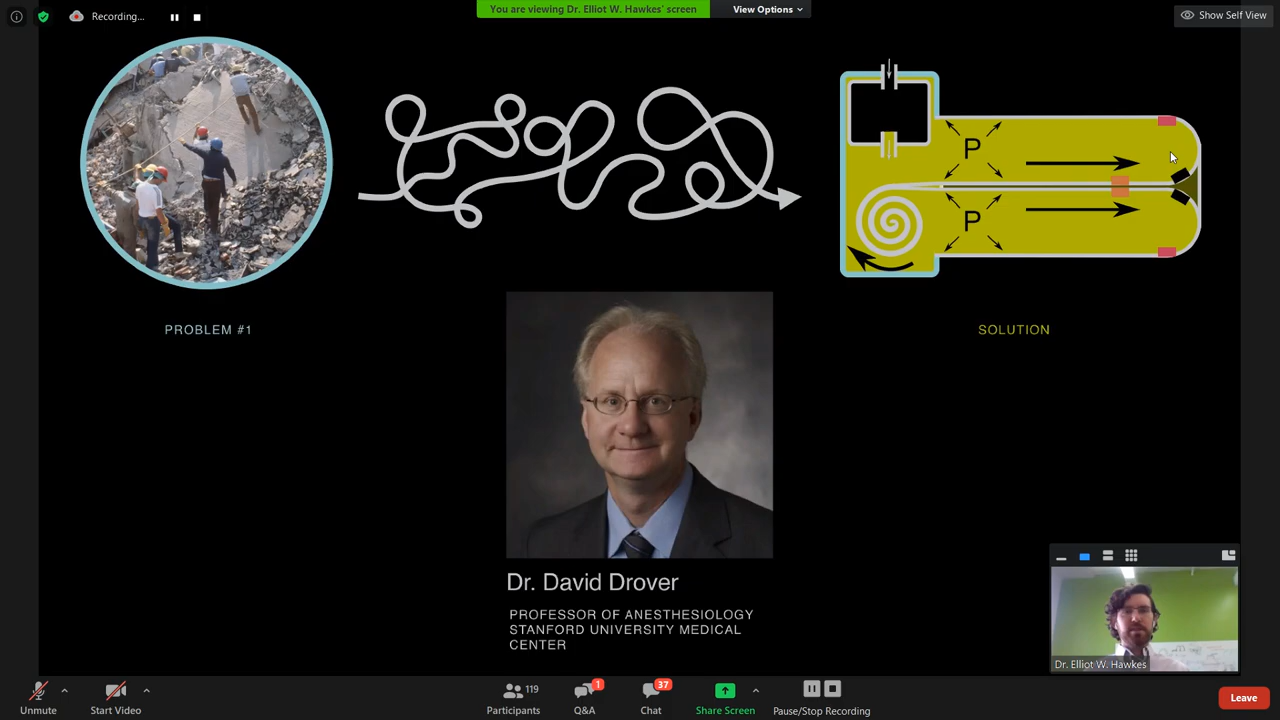 Recording...
You are viewing Dr. Elliot W. Hawkes' screen
View Options
Show Self View
P
P
PROBLEM #1
SOLUTION
Dr. David Drover
PROFESSOR OF ANESTHESIOLOGY
STANFORD UNIVERSITY MEDICAL
CENTER
Dr. Elliot W. Hawkes
Unmute
Start Video
119
Participants
1
Q&A
37
Chat
Share Screen
Pause/Stop Recording
Leave